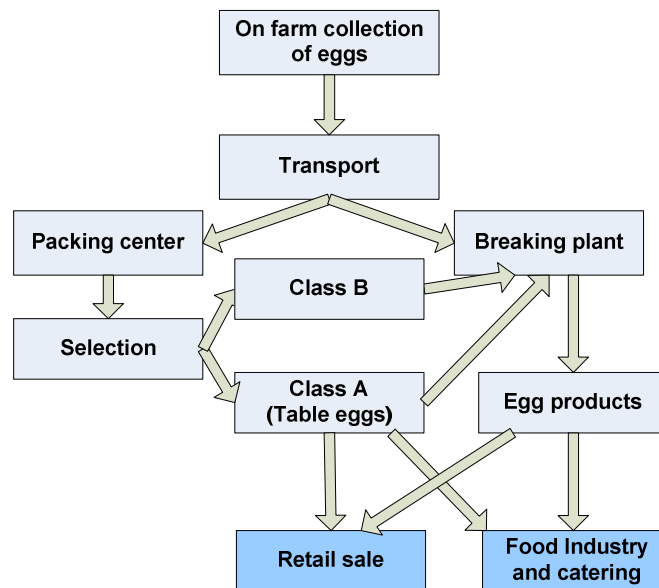 On farm collection
of eggs
Transport
Packing center
Breaking plant
Class B
Selection
Class A
(Table eggs)
Egg products
Retail sale
Food Industry
and catering